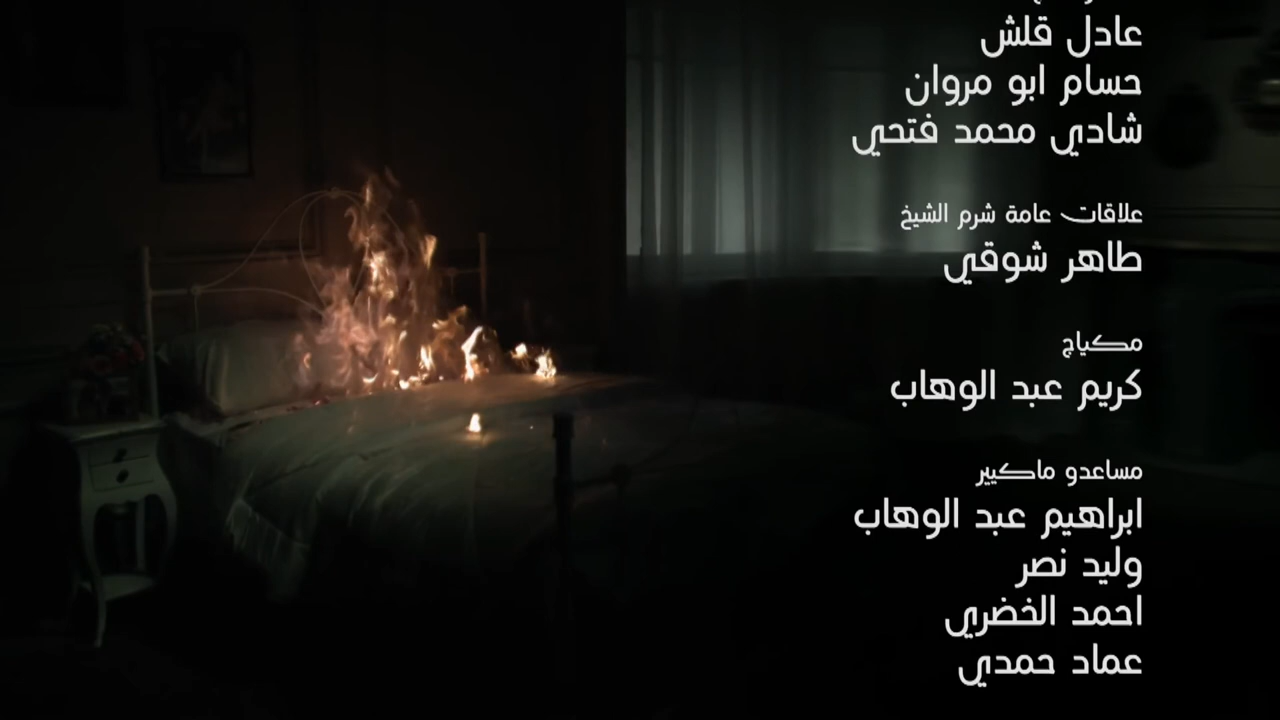 عادل قلش
حسام ابو مروان
شادي محمد فتحي
علاقات عامة شرم الشيخ
طاهر شوقي
مكياج
كريم عبد الوهاب
مساعدو ماكيير
ابراهيم عبد الوهاب
وليد نصر
احمد الخضري
عماد حمدي